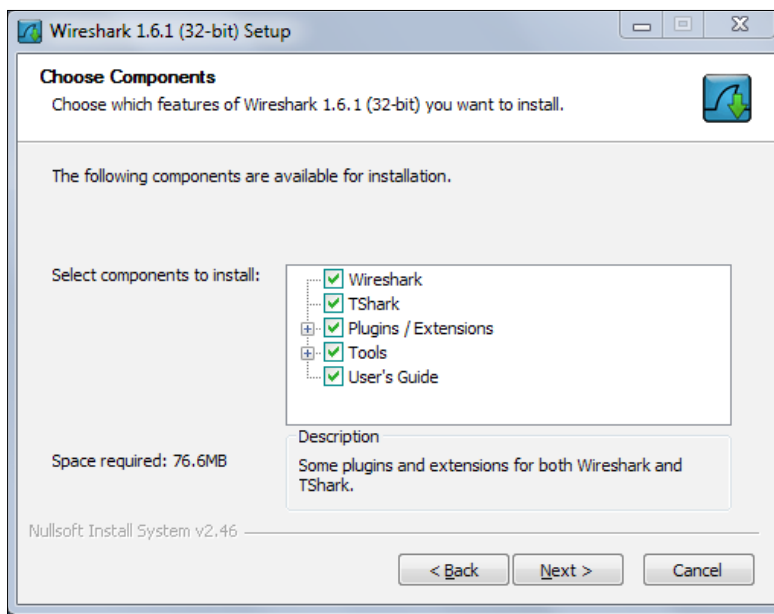 Wireshark 1.6.1 (32-bit) Setup
Choose Components
Choose which features of Wireshark 1.6.1 (32-bit) you want to install.
The following components are available for installation.
Select components to install:
Wireshark
TShark
Plugins / Extensions
Tools
User's Guide
Space required: 76.6MB
Description
Some plugins and extensions for both Wireshark and
TShark.
Nullsoft Install System v2.46
< Back
Next >
Cancel